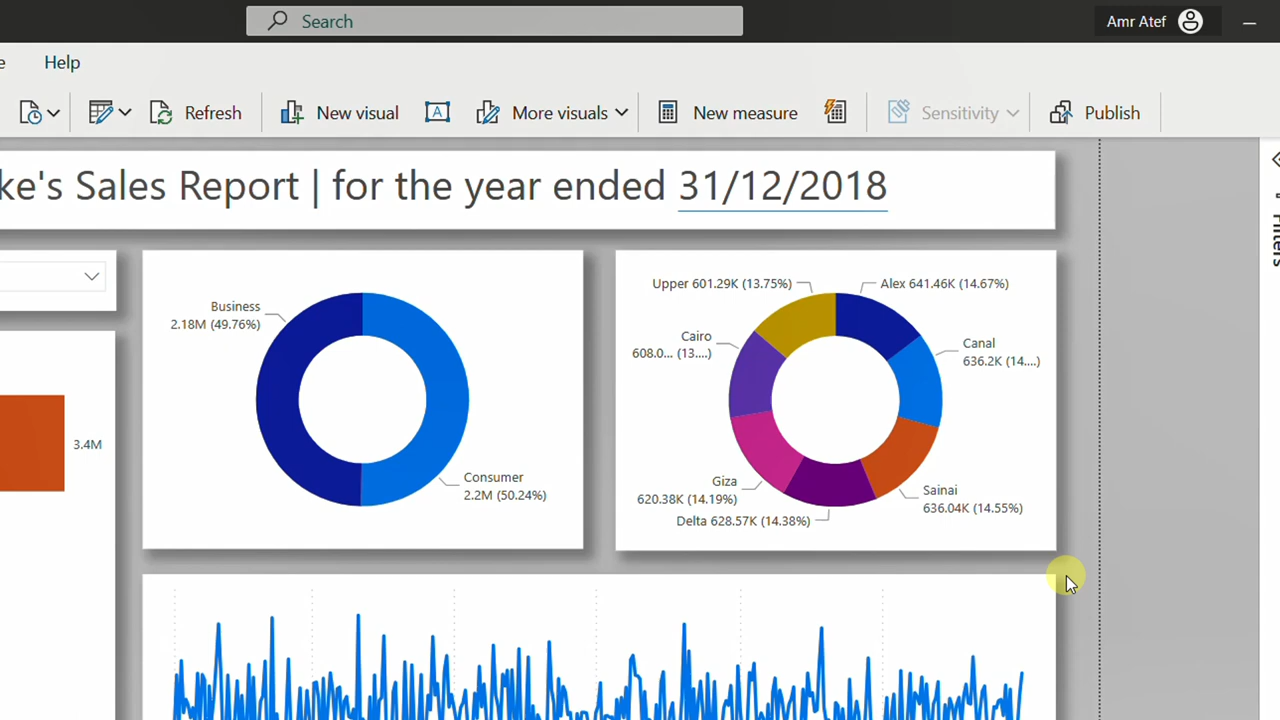 Search
Amr Atef
e
Help
Refresh
New visual
More visuals
New measure
Sensitivity
Publish
ke's Sales Report | for the year ended 31/12/2018
Filters
Business
2.18M (49.76%)
Consumer
2.2M (50.24%)
Upper 601.29K (13.75%)
Alex 641.46K (14.67%)
Cairo
608.0... (13....)
Canal
636.2K (14....)
Giza
620.38K (14.19%)
Sainai
636.04K (14.55%)
Delta 628.57K (14.38%)
3.4M